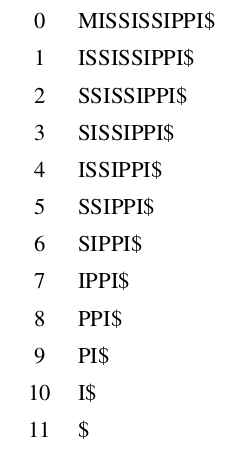 0 MISSISSIPPI$
1 ISSISSIPPI$
2 SSISSIPPI$
3 SISSIPPI$
4 ISSIPPI$
5 SSIPPI$
6 SIPPI$
7 IPPI$
8 PPI$
9 PI$
10 I$
11 $